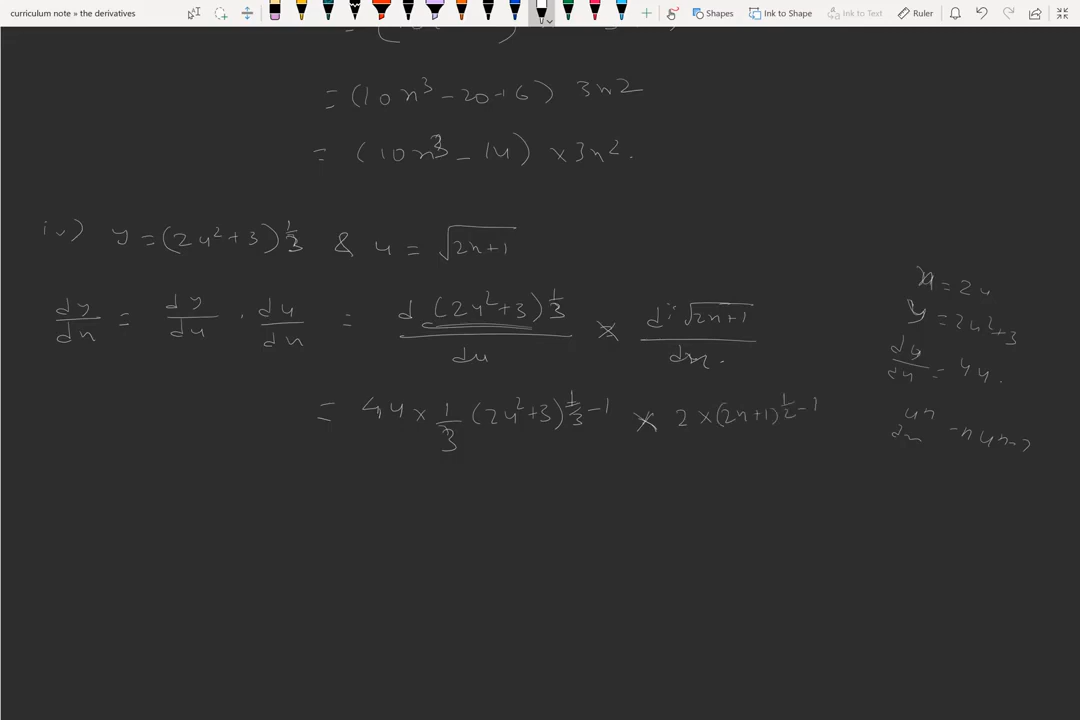 curriculum note » the derivatives
Shapes Ink to Shape Ink to Text Ruler
= (10x³ - 20+6) 3x2
= (10x³ - 14) × 3x².
iv) y = (2u² + 3)^1/3 & u = √2x+1
dy/dx = dy/du . du/dx = d (2u² + 3)^1/3 / du × d √2x+1 / dx.
= 4u × 1/3 (2u² + 3)^1/3 - 1 × 2 × (2x+1)^1/2 - 1
= 2u
y = 2u² + 3
dy/du = 4u.